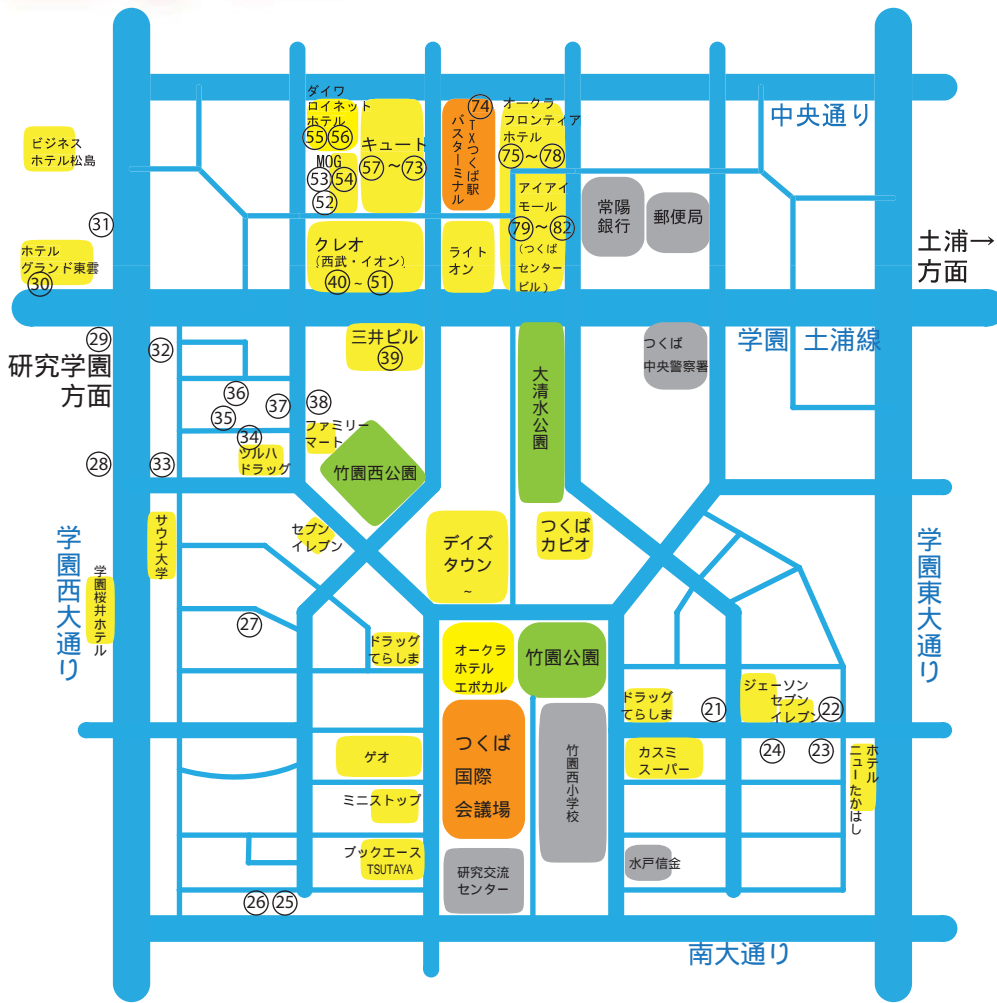 ダイワ
ロイネット
ホテル
55 56
MOG
53 54
52
キュード
57～73
74
TXつくば駅
バスターミナル
オークラ
フロンティア
ホテル
75～78
中央通り
ビジネス
ホテル松島
31
ホテル
グランド東雲
30
クレオ
(西武・イオン)
40～51
ライト
オン
アイアイ
モール
79～82
(つくば
センター
ビル)
常陽
銀行
郵便局
土浦→
方面
29
研究学園
方面
32
三井ビル
39
大清水公園
つくば
中央警察署
学園 土浦線
36
35
37
38
34
ファミリー
マート
ツルハ
ドラッグ
竹園西公園
28
33
学園西大通り
サウナ大学
学園桜井ホテル
セブン
イレブン
デイズ
タウン
~
つくば
カピオ
学園東大通り
27
ドラッグ
てらしま
オークラ
ホテル
エポカル
竹園公園
ドラッグ
てらしま
21
ジェーソン
セブン
イレブン
22
24
23
ホテル
ニューたかはし
ゲオ
つくば
国際
会議場
竹園西小学校
カスミ
スーパー
ミニストップ
ブックエース
TSUTAYA
研究交流
センター
水戸信金
26 25
南大通り